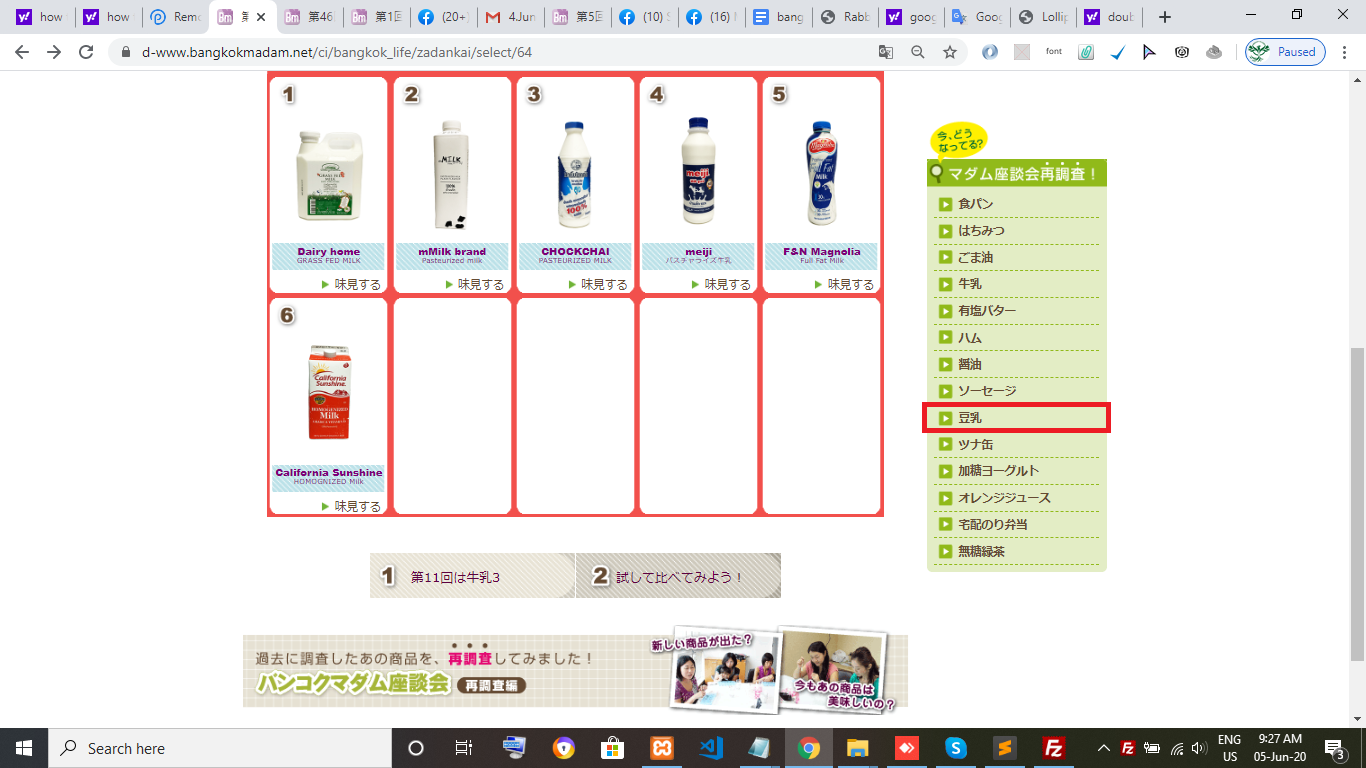 how
how
Remo
第46
第1回
(20+)
4Jun
第5回
(10) S
(16) M
bang
Rabb
goog
Goog
Lollip
doub
d-www.bangkokmadam.net/ci/bangkok_life/zadankai/select/64
font
Paused
1
2
3
4
5
meiji
Dairy home
GRASS FED MILK
味見する
mMilk brand
Pasteurized milk
味見する
CHOCKCHAI
PASTEURIZED MILK
味見する
meiji
パスチャライズ牛乳
味見する
F&N Magnolia
Full Fat Milk
味見する
6
California
Sunshine.
Milk
California Sunshine
HOMOGNIZED Milk
味見する
今、どう
なってる?
マダム座談会再調査！
食パン
はちみつ
ごま油
牛乳
有塩バター
ハム
醤油
ソーセージ
豆乳
ツナ缶
加糖ヨーグルト
オレンジジュース
宅配のり弁当
無糖緑茶
1 第11回は牛乳3
2 試して比べてみよう！
過去に調査したあの商品を、再調査してみました！
バンコクマダム座談会 再調査編
新しい商品が出た?
今もあの商品は
美味しいの?
Search here
ENG
US
9:27 AM
05-Jun-20
3